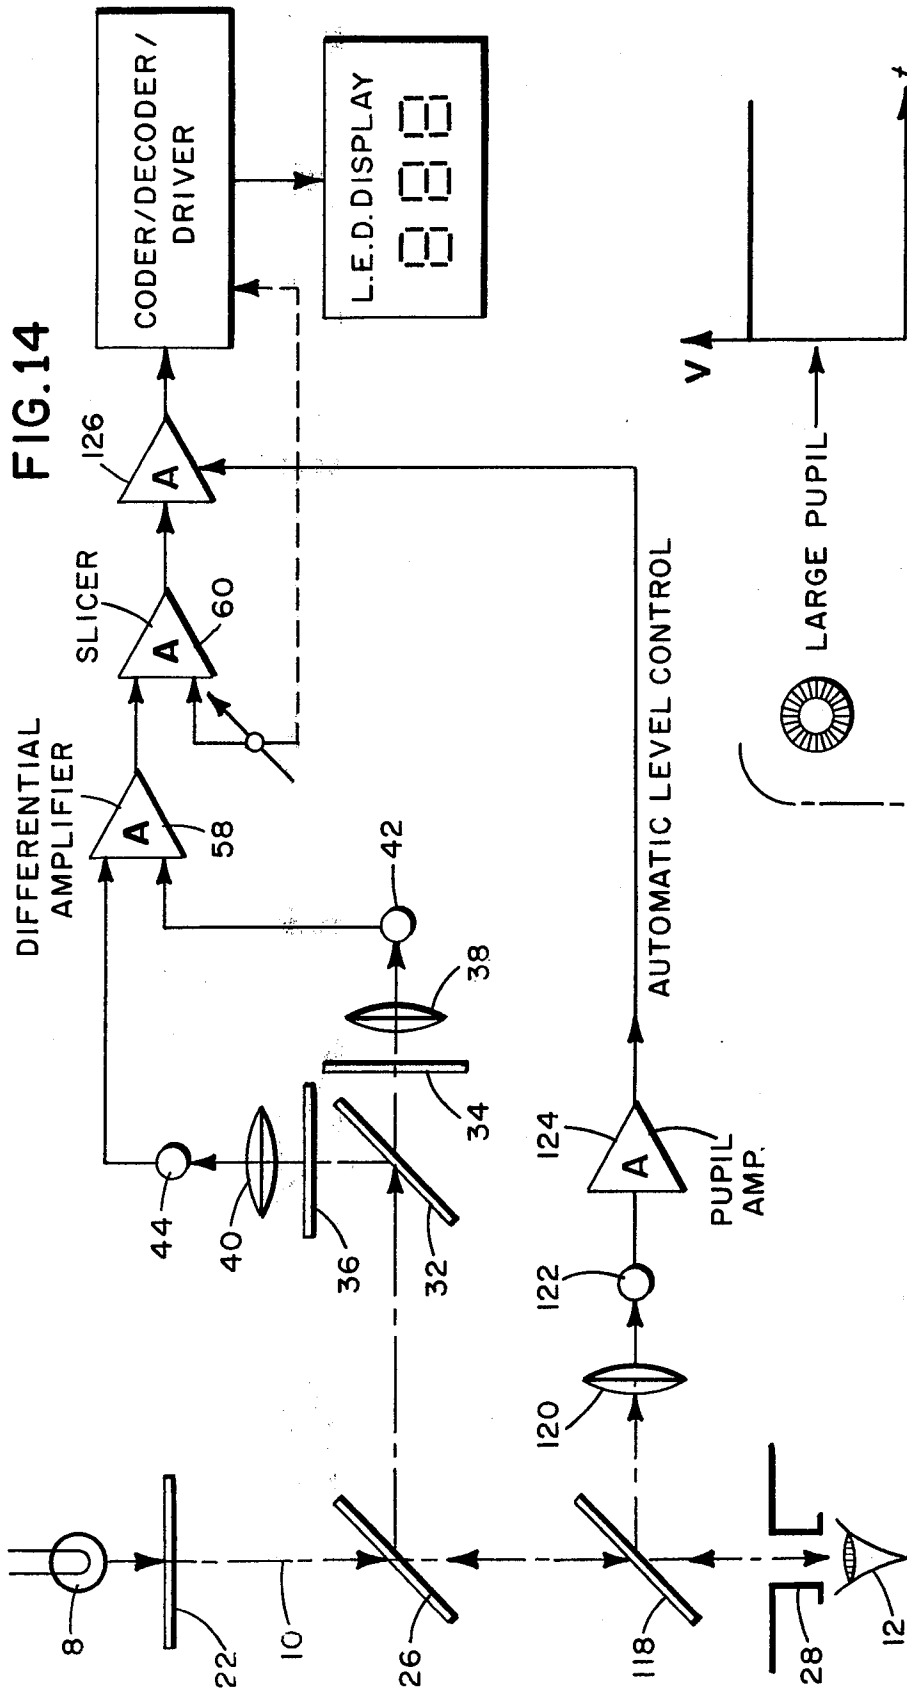 FIG.14
8
22
10
26
118
28
12
44
40
36
32
34
38
42
DIFFERENTIAL
AMPLIFIER
A
58
SLICER
A
60
126
A
CODER/DECODER/
DRIVER
L.E.D. DISPLAY
888
120
122
124
A
PUPIL
AMP.
AUTOMATIC LEVEL CONTROL
LARGE PUPIL
V
t